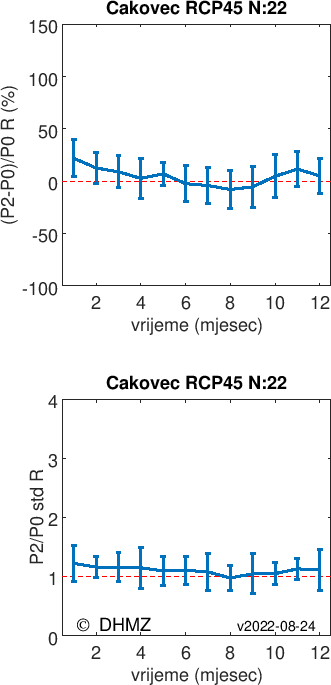 Cakovec RCP45 N:22
(P2-P0)/P0 R (%)
150
100
50
0
-50
-100
2 4 6 8 10 12
vrijeme (mjesec)
Cakovec RCP45 N:22
P2/P0 std R
4
3
2
1
0
© DHMZ v2022-08-24
2 4 6 8 10 12
vrijeme (mjesec)